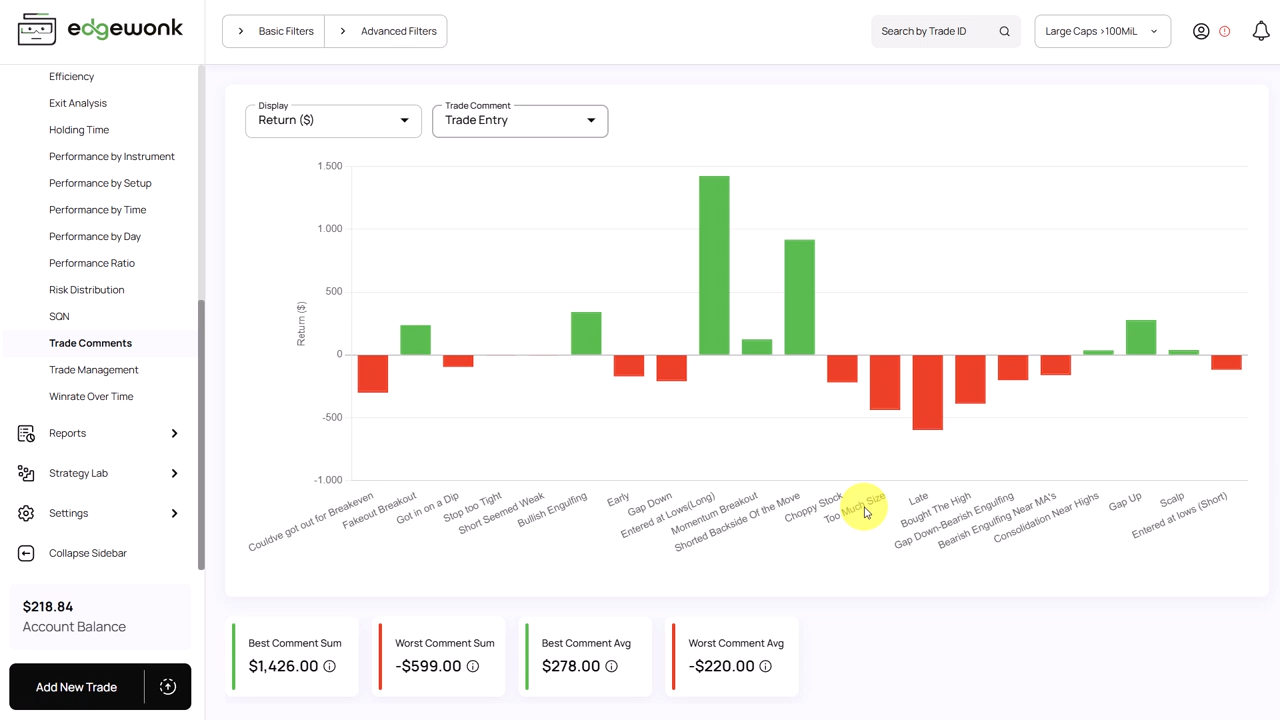 edgewonk
Basic Filters
Advanced Filters
Search by Trade ID
Large Caps >100MiL
Efficiency
Exit Analysis
Holding Time
Performance by Instrument
Performance by Setup
Performance by Time
Performance by Day
Performance Ratio
Risk Distribution
SQN
Trade Comments
Trade Management
Winrate Over Time
Reports
Strategy Lab
Settings
Collapse Sidebar
$218.84
Account Balance
Add New Trade
Display
Return ($)
Trade Comment
Trade Entry
Return ($)
1.500
1.000
500
0
-500
-1.000
Couldve got out for Breakeven
Fakeout Breakout
Got in on a Dip
Stop too Tight
Short Seemed Weak
Bullish Engulfing
Early
Gap Down
Entered at Lows(Long)
Momentum Breakout
Shorted Backside Of the Move
Choppy Stock
Too Much Size
Late
Bought The High
Gap Down-Bearish Engulfing
Bearish Engulfing Near MA's
Consolidation Near Highs
Gap Up
Scalp
Entered at lows (Short)
Best Comment Sum
$1,426.00
Worst Comment Sum
-$599.00
Best Comment Avg
$278.00
Worst Comment Avg
-$220.00